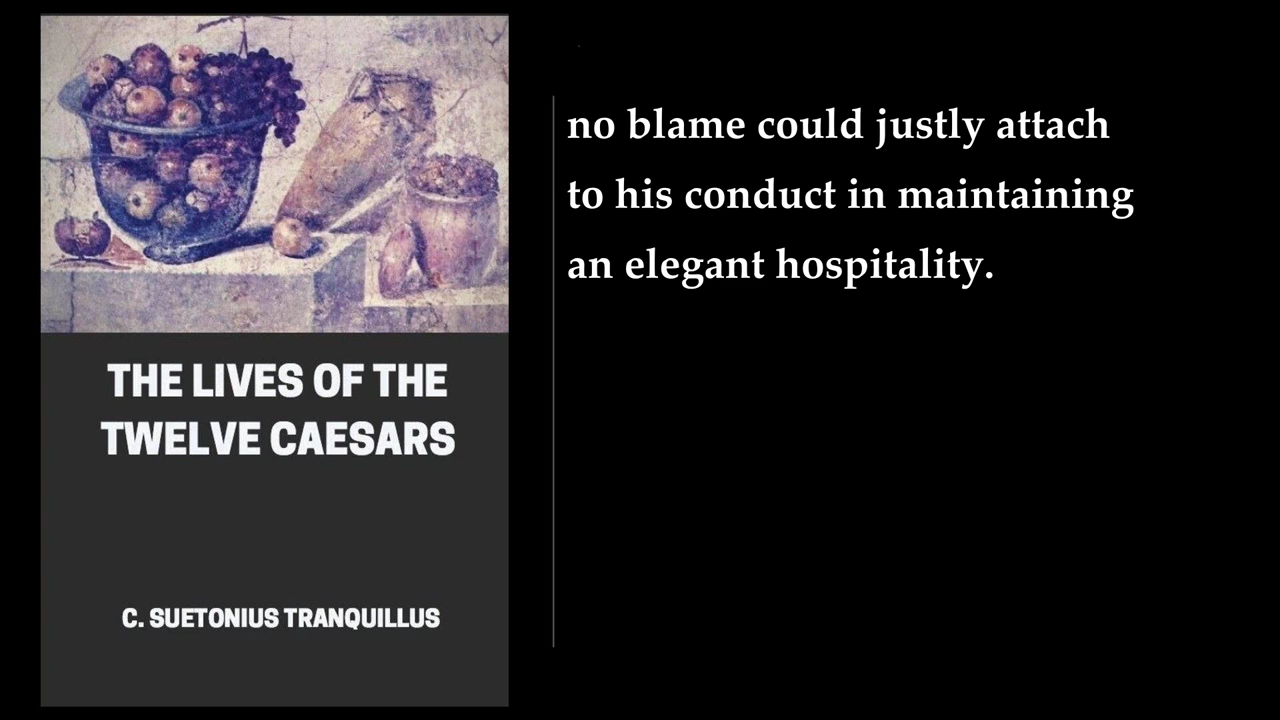 THE LIVES OF THE
TWELVE CAESARS
C. SUETONIUS TRANQUILLUS
no blame could justly attach
to his conduct in maintaining
an elegant hospitality.